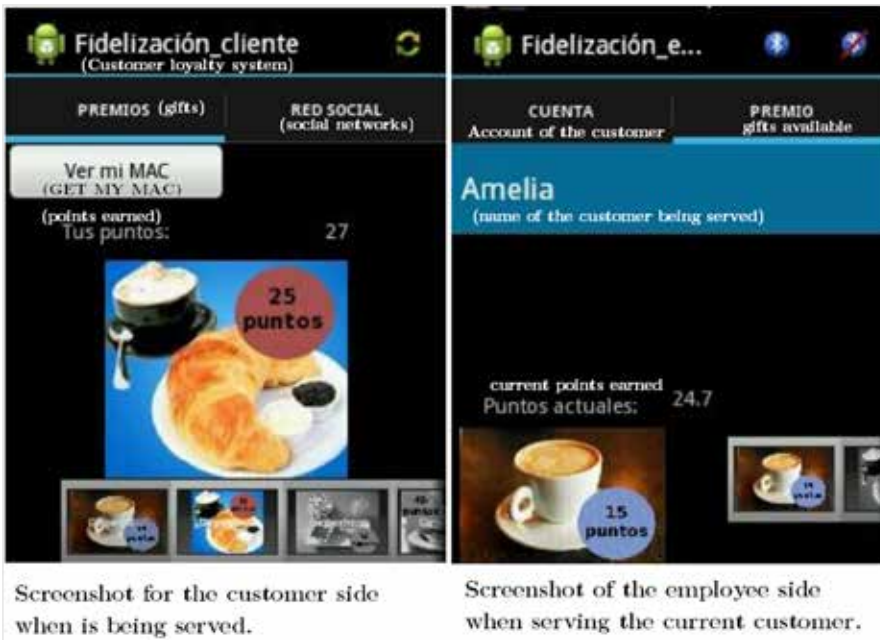 Fidelización_cliente
(Customer loyalty system)
PREMIOS (gifts)
RED SOCIAL
(social networks)
Ver mi MAC
(GET MY MAC)
(points earned)
Tus puntos: 27
25
puntos
Screenshot for the customer side
when is being served.
Fidelización_e...
CUENTA
Account of the customer
PREMIO
gifts available
Amelia
(name of the customer being served)
current points earned
Puntos actuales: 24.7
15
puntos
Screenshot of the employee side
when serving the current customer.